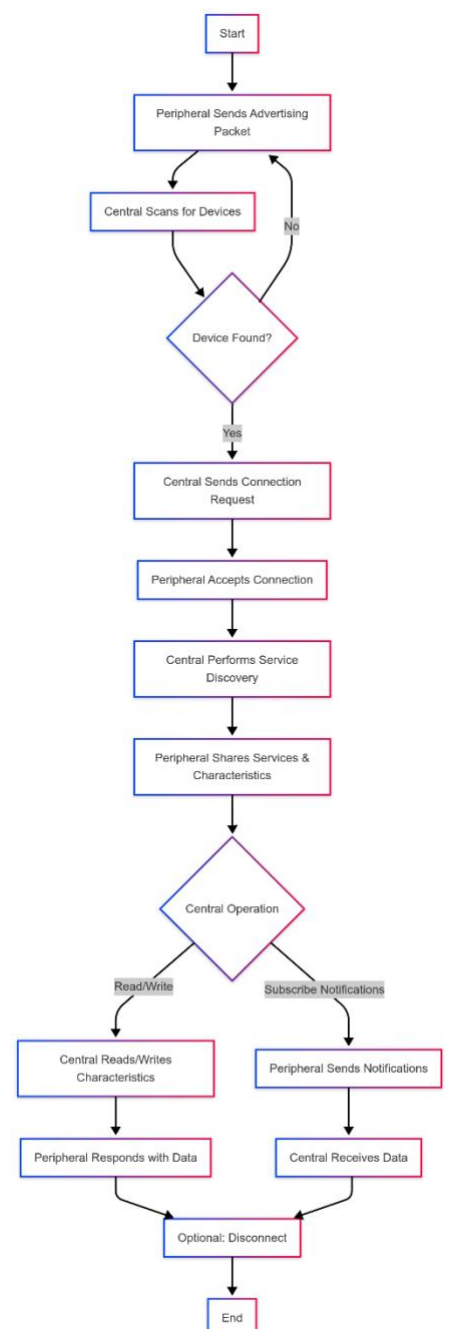 Start
Peripheral Sends Advertising
Packet
Central Scans for Devices
No
Device Found?
Yes
Central Sends Connection
Request
Peripheral Accepts Connection
Central Performs Service
Discovery
Peripheral Shares Services &
Characteristics
Central Operation
Read/Write
Subscribe Notifications
Central Reads/Writes
Characteristics
Peripheral Sends Notifications
Peripheral Responds with Data
Central Receives Data
Optional: Disconnect
End